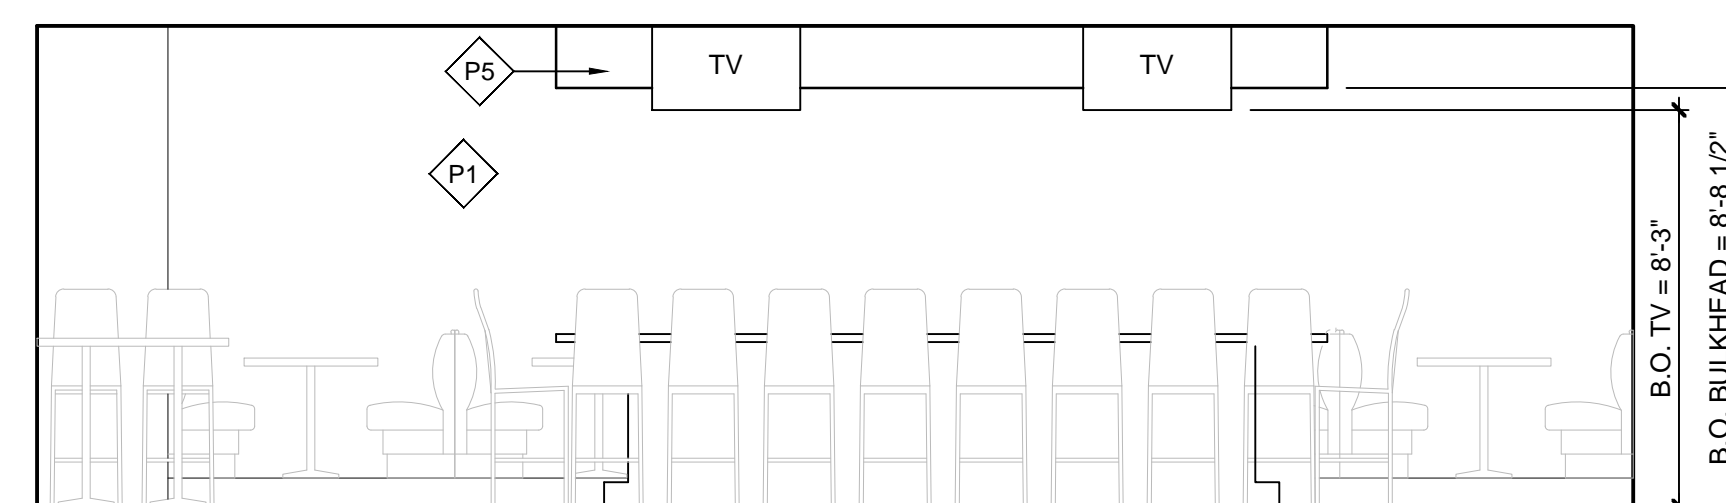 P5
TV
TV
P1
B.O. TV = 8'-3"
B.O. BULKHEAD = 8'-8 1/2"